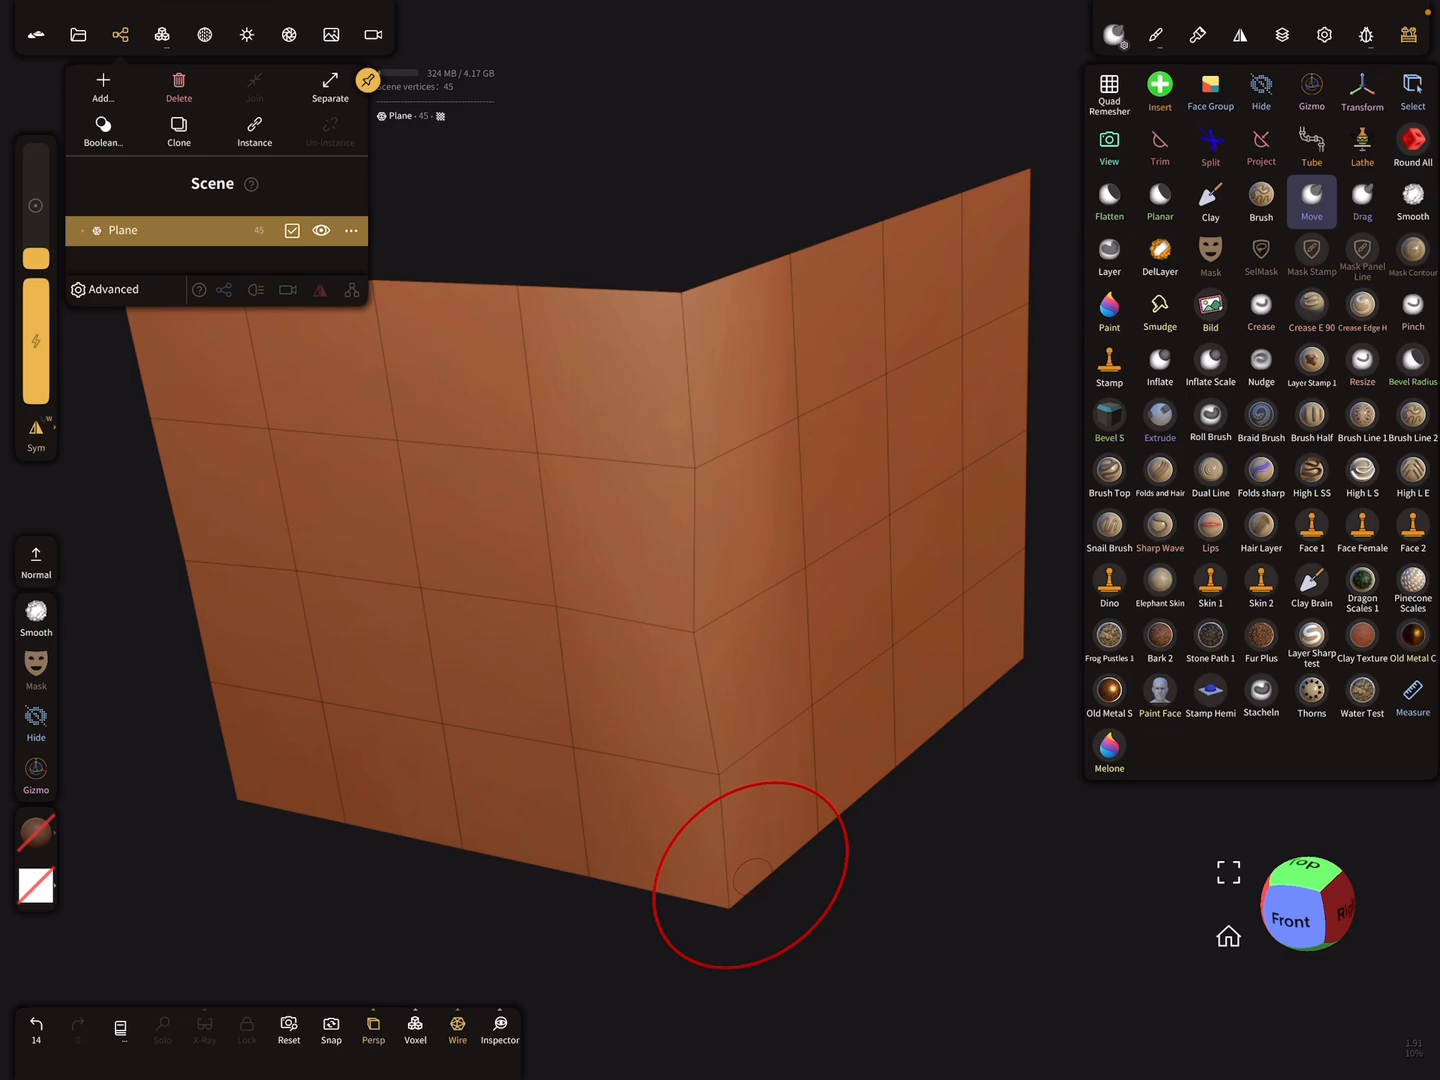 324 MB / 4.17 GB
Scene vertices: 45
Plane · 45 ·
Add...
Delete
Join
Separate
Boolean...
Clone
Instance
Un-instance
Scene
Plane
45
Advanced
Sym
Normal
Smooth
Mask
Hide
Gizmo
Quad Remesher
Insert
Face Group
Hide
Gizmo
Transform
Select
View
Trim
Split
Project
Tube
Lathe
Round All
Flatten
Planar
Clay
Brush
Move
Drag
Smooth
Layer
DelLayer
Mask
SelMask
Mask Stamp
Mask Panel Line
Mask Contour
Paint
Smudge
Bild
Crease
Crease E 90
Crease Edge H
Pinch
Stamp
Inflate
Inflate Scale
Nudge
Layer Stamp 1
Resize
Bevel Radius
Bevel S
Extrude
Roll Brush
Braid Brush
Brush Half
Brush Line 1
Brush Line 2
Brush Top
Folds and Hair
Dual Line
Folds sharp
High L SS
High L S
High L E
Snail Brush
Sharp Wave
Lips
Hair Layer
Face 1
Face Female
Face 2
Dino
Elephant Skin
Skin 1
Skin 2
Clay Brain
Dragon Scales 1
Pinecone Scales
Frog Pustles 1
Bark 2
Stone Path 1
Fur Plus
Layer Sharp test
Clay Texture
Old Metal C
Old Metal S
Paint Face
Stamp Hemi
Stacheln
Thorns
Water Test
Measure
Melone
Top
Front
14
0
Solo
X-Ray
Lock
Reset
Snap
Persp
Voxel
Wire
Inspector
1.91
10%